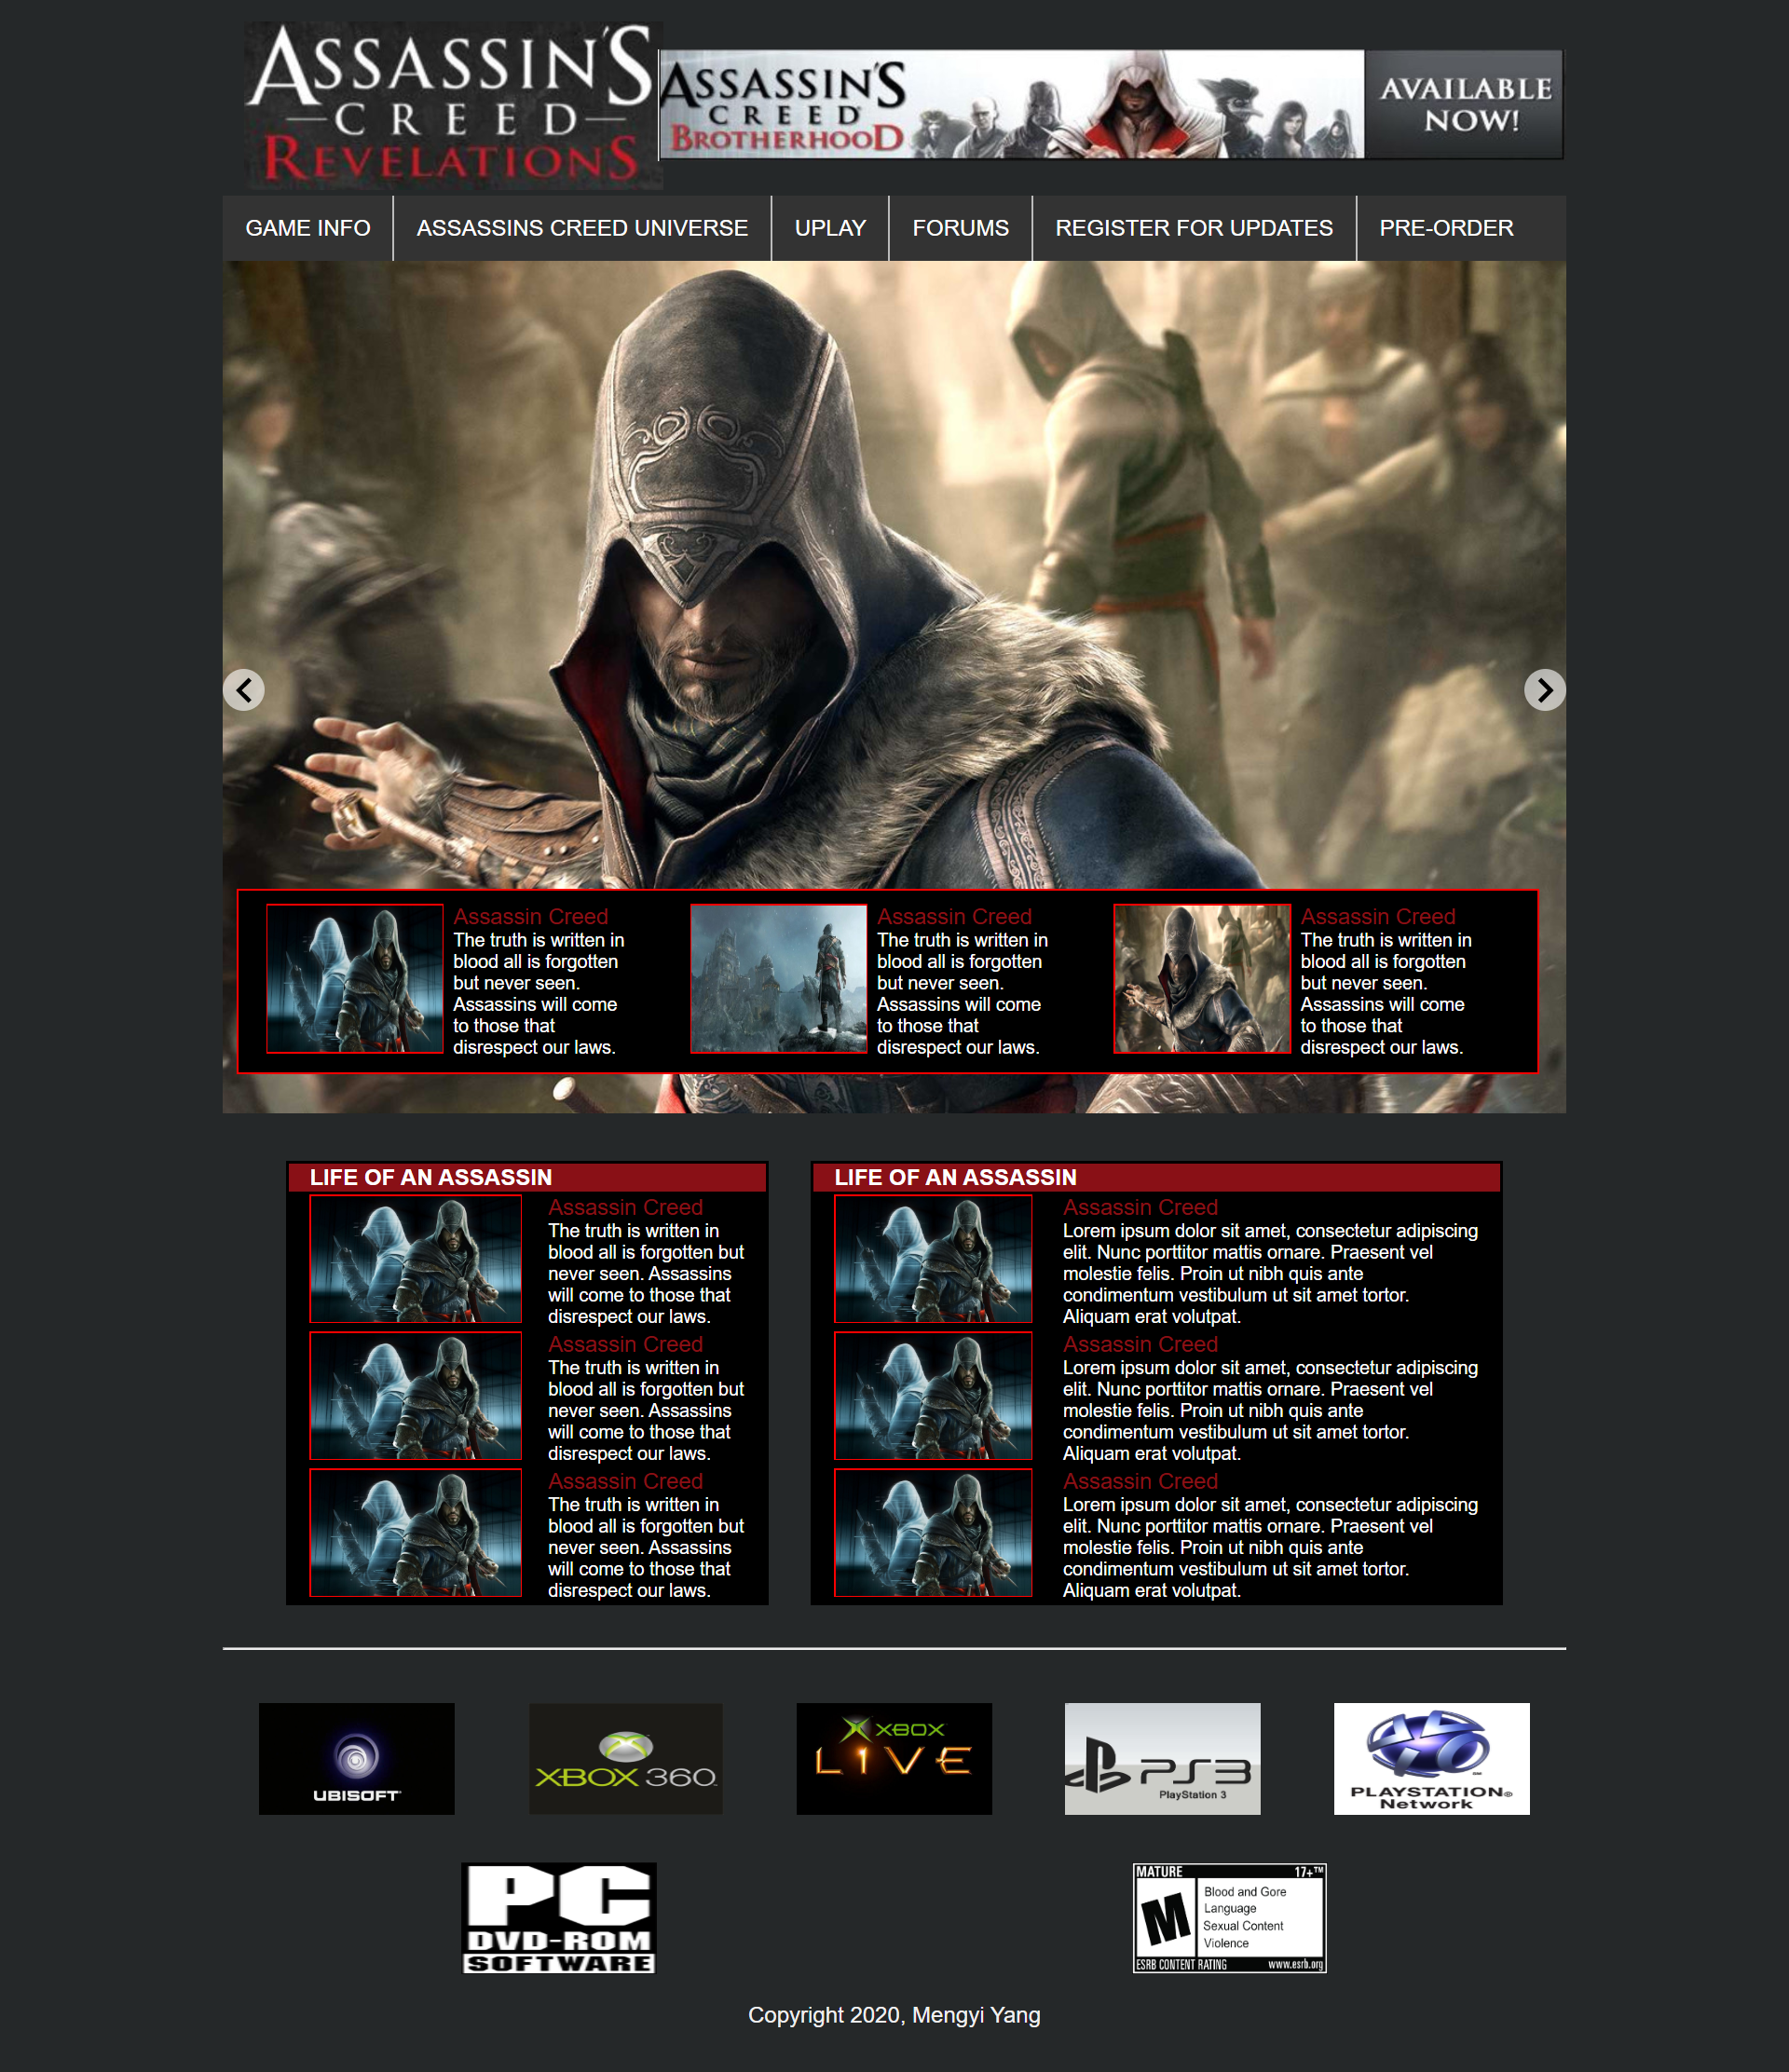 ASSASSIN'S
CREED
REVELATIONS
ASSASSIN'S
CREED
BROTHERHOOD
AVAILABLE
NOW!
GAME INFO
ASSASSINS CREED UNIVERSE
UPLAY
FORUMS
REGISTER FOR UPDATES
PRE-ORDER
Assassin Creed
The truth is written in
blood all is forgotten
but never seen.
Assassins will come
to those that
disrespect our laws.
Assassin Creed
The truth is written in
blood all is forgotten
but never seen.
Assassins will come
to those that
disrespect our laws.
Assassin Creed
The truth is written in
blood all is forgotten
but never seen.
Assassins will come
to those that
disrespect our laws.
LIFE OF AN ASSASSIN
Assassin Creed
The truth is written in
blood all is forgotten but
never seen. Assassins
will come to those that
disrespect our laws.
Assassin Creed
The truth is written in
blood all is forgotten but
never seen. Assassins
will come to those that
disrespect our laws.
Assassin Creed
The truth is written in
blood all is forgotten but
never seen. Assassins
will come to those that
disrespect our laws.
LIFE OF AN ASSASSIN
Assassin Creed
Lorem ipsum dolor sit amet, consectetur adipiscing
elit. Nunc porttitor mattis ornare. Praesent vel
molestie felis. Proin ut nibh quis ante
condimentum vestibulum ut sit amet tortor.
Aliquam erat volutpat.
Assassin Creed
Lorem ipsum dolor sit amet, consectetur adipiscing
elit. Nunc porttitor mattis ornare. Praesent vel
molestie felis. Proin ut nibh quis ante
condimentum vestibulum ut sit amet tortor.
Aliquam erat volutpat.
Assassin Creed
Lorem ipsum dolor sit amet, consectetur adipiscing
elit. Nunc porttitor mattis ornare. Praesent vel
molestie felis. Proin ut nibh quis ante
condimentum vestibulum ut sit amet tortor.
Aliquam erat volutpat.
UBISOFT
XBOX 360
XBOX
LIVE
PS3
PlayStation 3
PLAYSTATION®
Network
PC
DVD-ROM
SOFTWARE
MATURE 17+™
M
Blood and Gore
Language
Sexual Content
Violence
ESRB CONTENT RATING www.esrb.org
Copyright 2020, Mengyi Yang